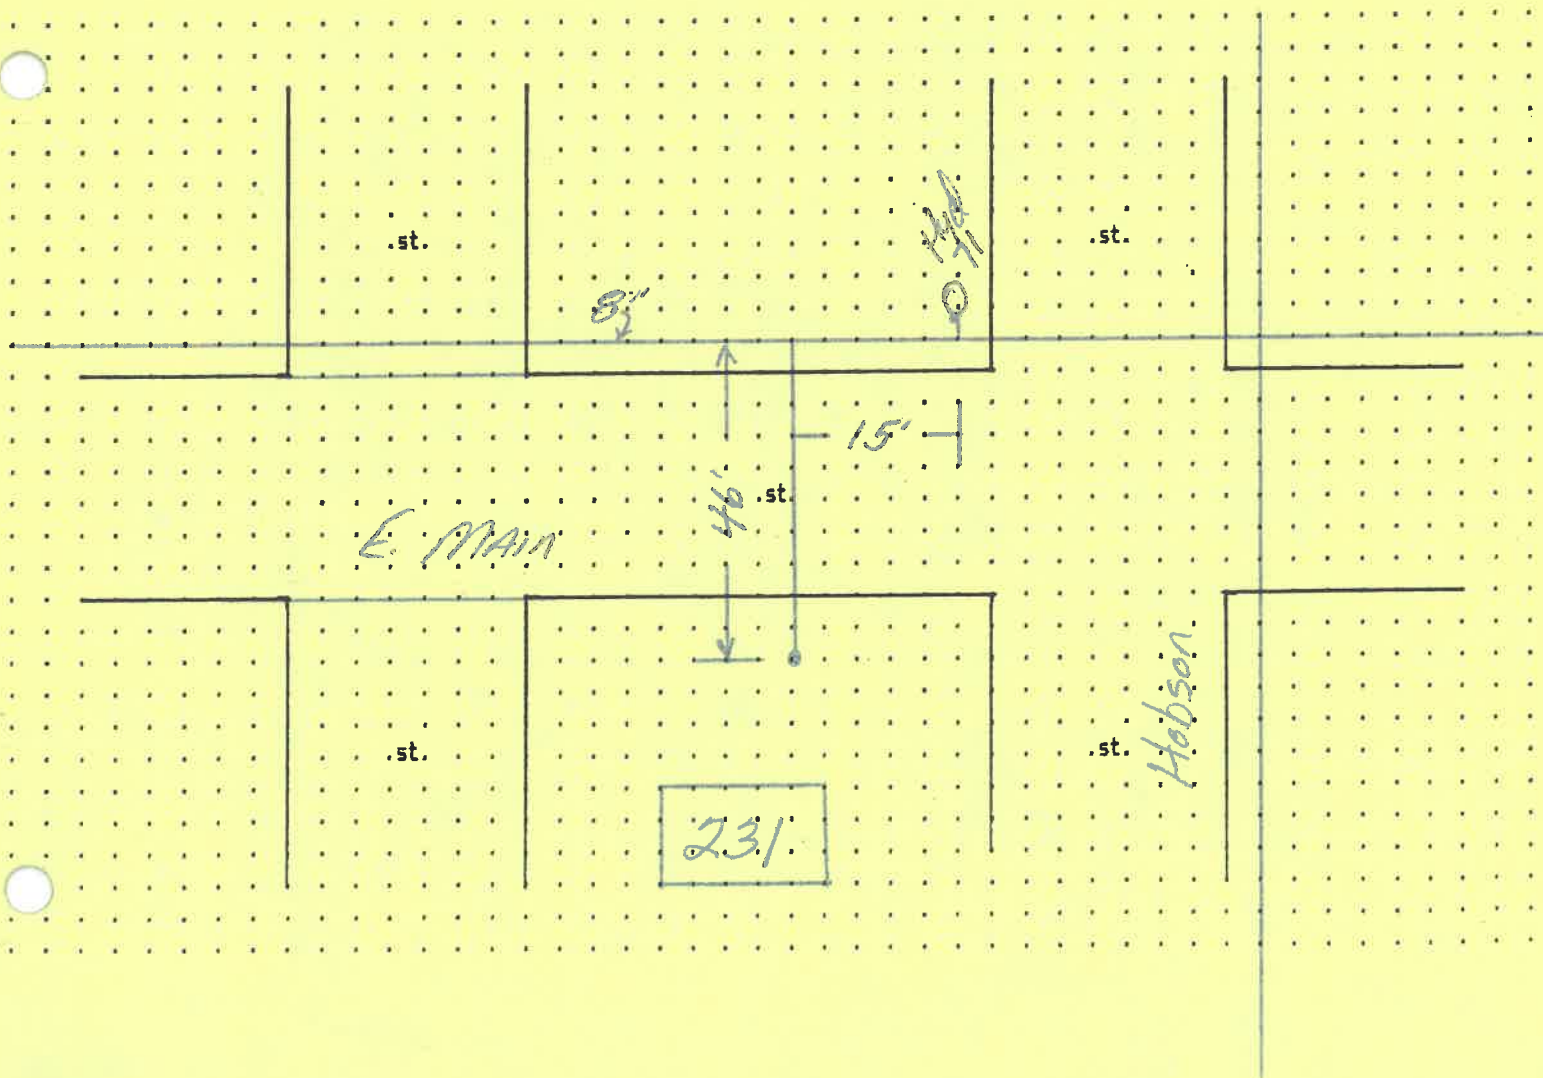 Hyd
71
.st.
.st.
8"
15'
46'
.st.
E. MAIN
Hobson
.st.
.st.
231